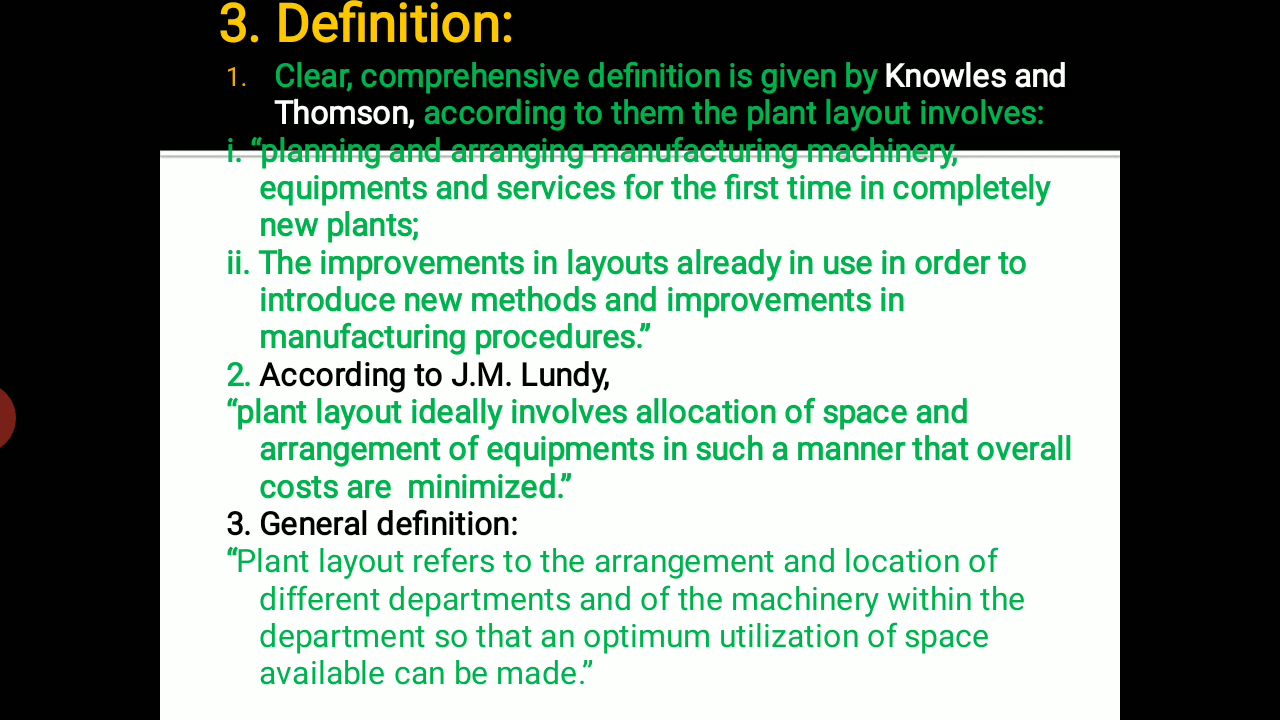 3. Definition:
1. Clear, comprehensive definition is given by Knowles and
Thomson, according to them the plant layout involves:
i. “planning and arranging manufacturing machinery,
equipments and services for the first time in completely
new plants;
ii. The improvements in layouts already in use in order to
introduce new methods and improvements in
manufacturing procedures.”
2. According to J.M. Lundy,
“plant layout ideally involves allocation of space and
arrangement of equipments in such a manner that overall
costs are  minimized.”
3. General definition:
“Plant layout refers to the arrangement and location of
different departments and of the machinery within the
department so that an optimum utilization of space
available can be made.”